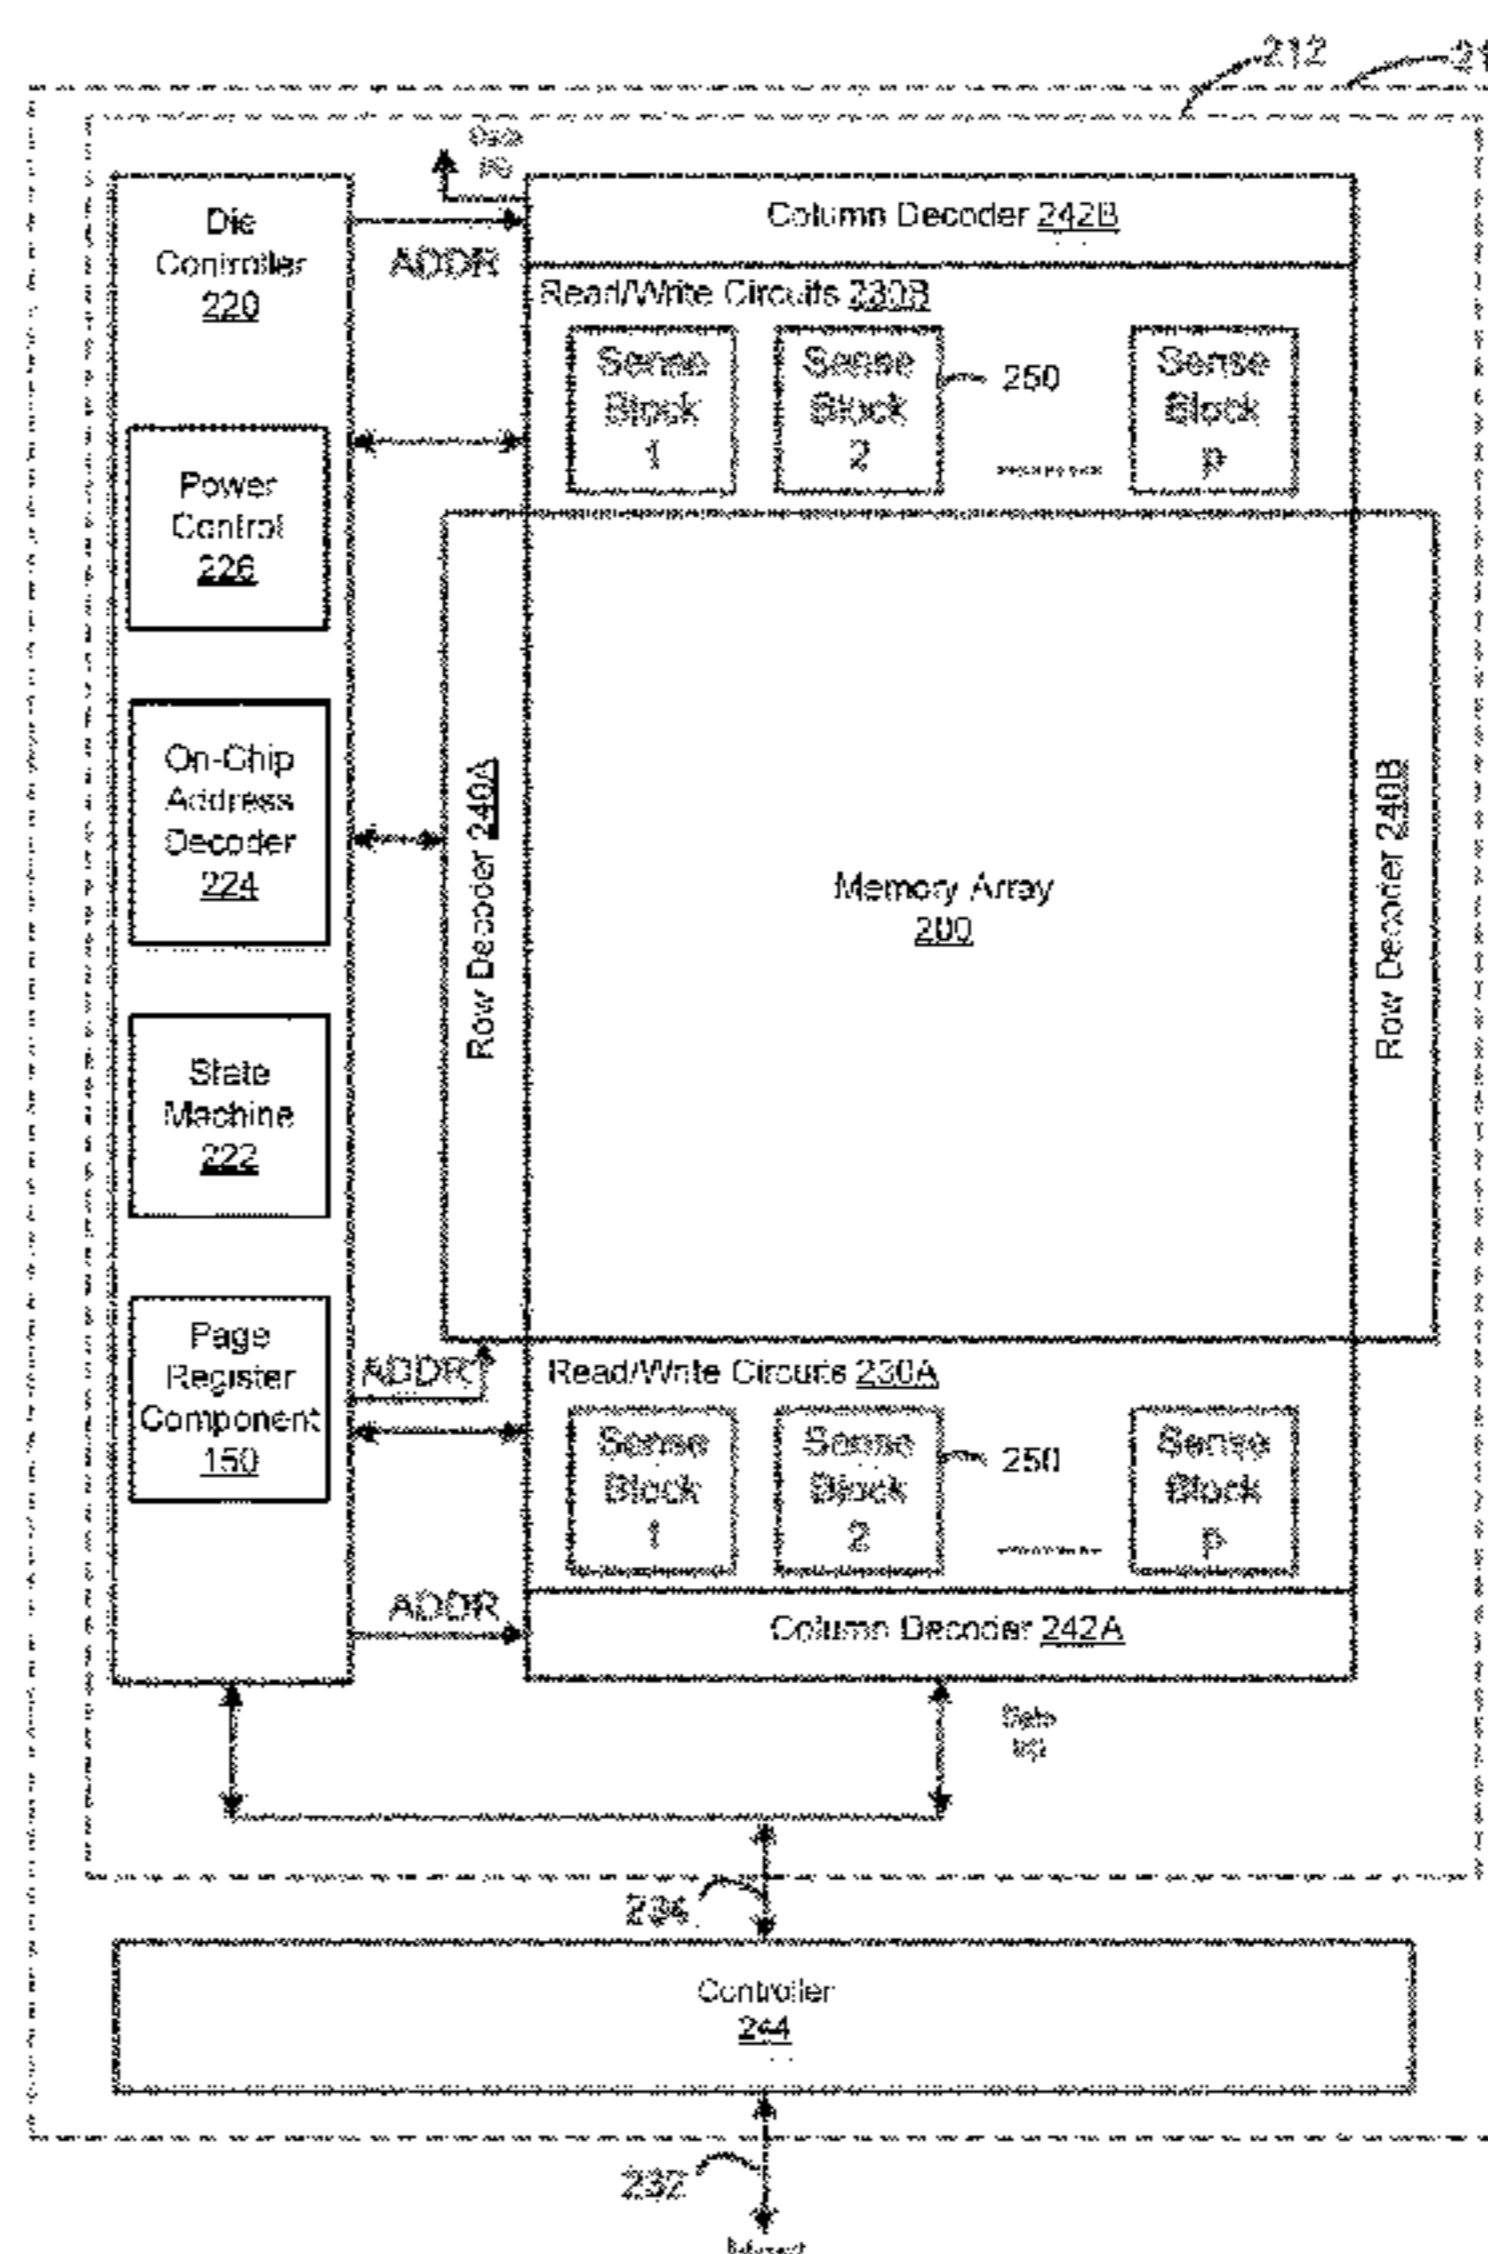 212
Data
I/O
Die
Controller
220
ADDR
Column Decoder 242B
Read/Write Circuits 230B
Sense
Block
1
Sense
Block
2
250
Sense
Block
p
Power
Control
226
On-Chip
Address
Decoder
224
State
Machine
222
Page
Register
Component
150
Row Decoder 240A
Memory Array
200
Row Decoder 240B
ADDR
Read/Write Circuits 230A
Sense
Block
1
Sense
Block
2
250
Sense
Block
p
ADDR
Column Decoder 242A
Data
I/O
234
Controller
244
232